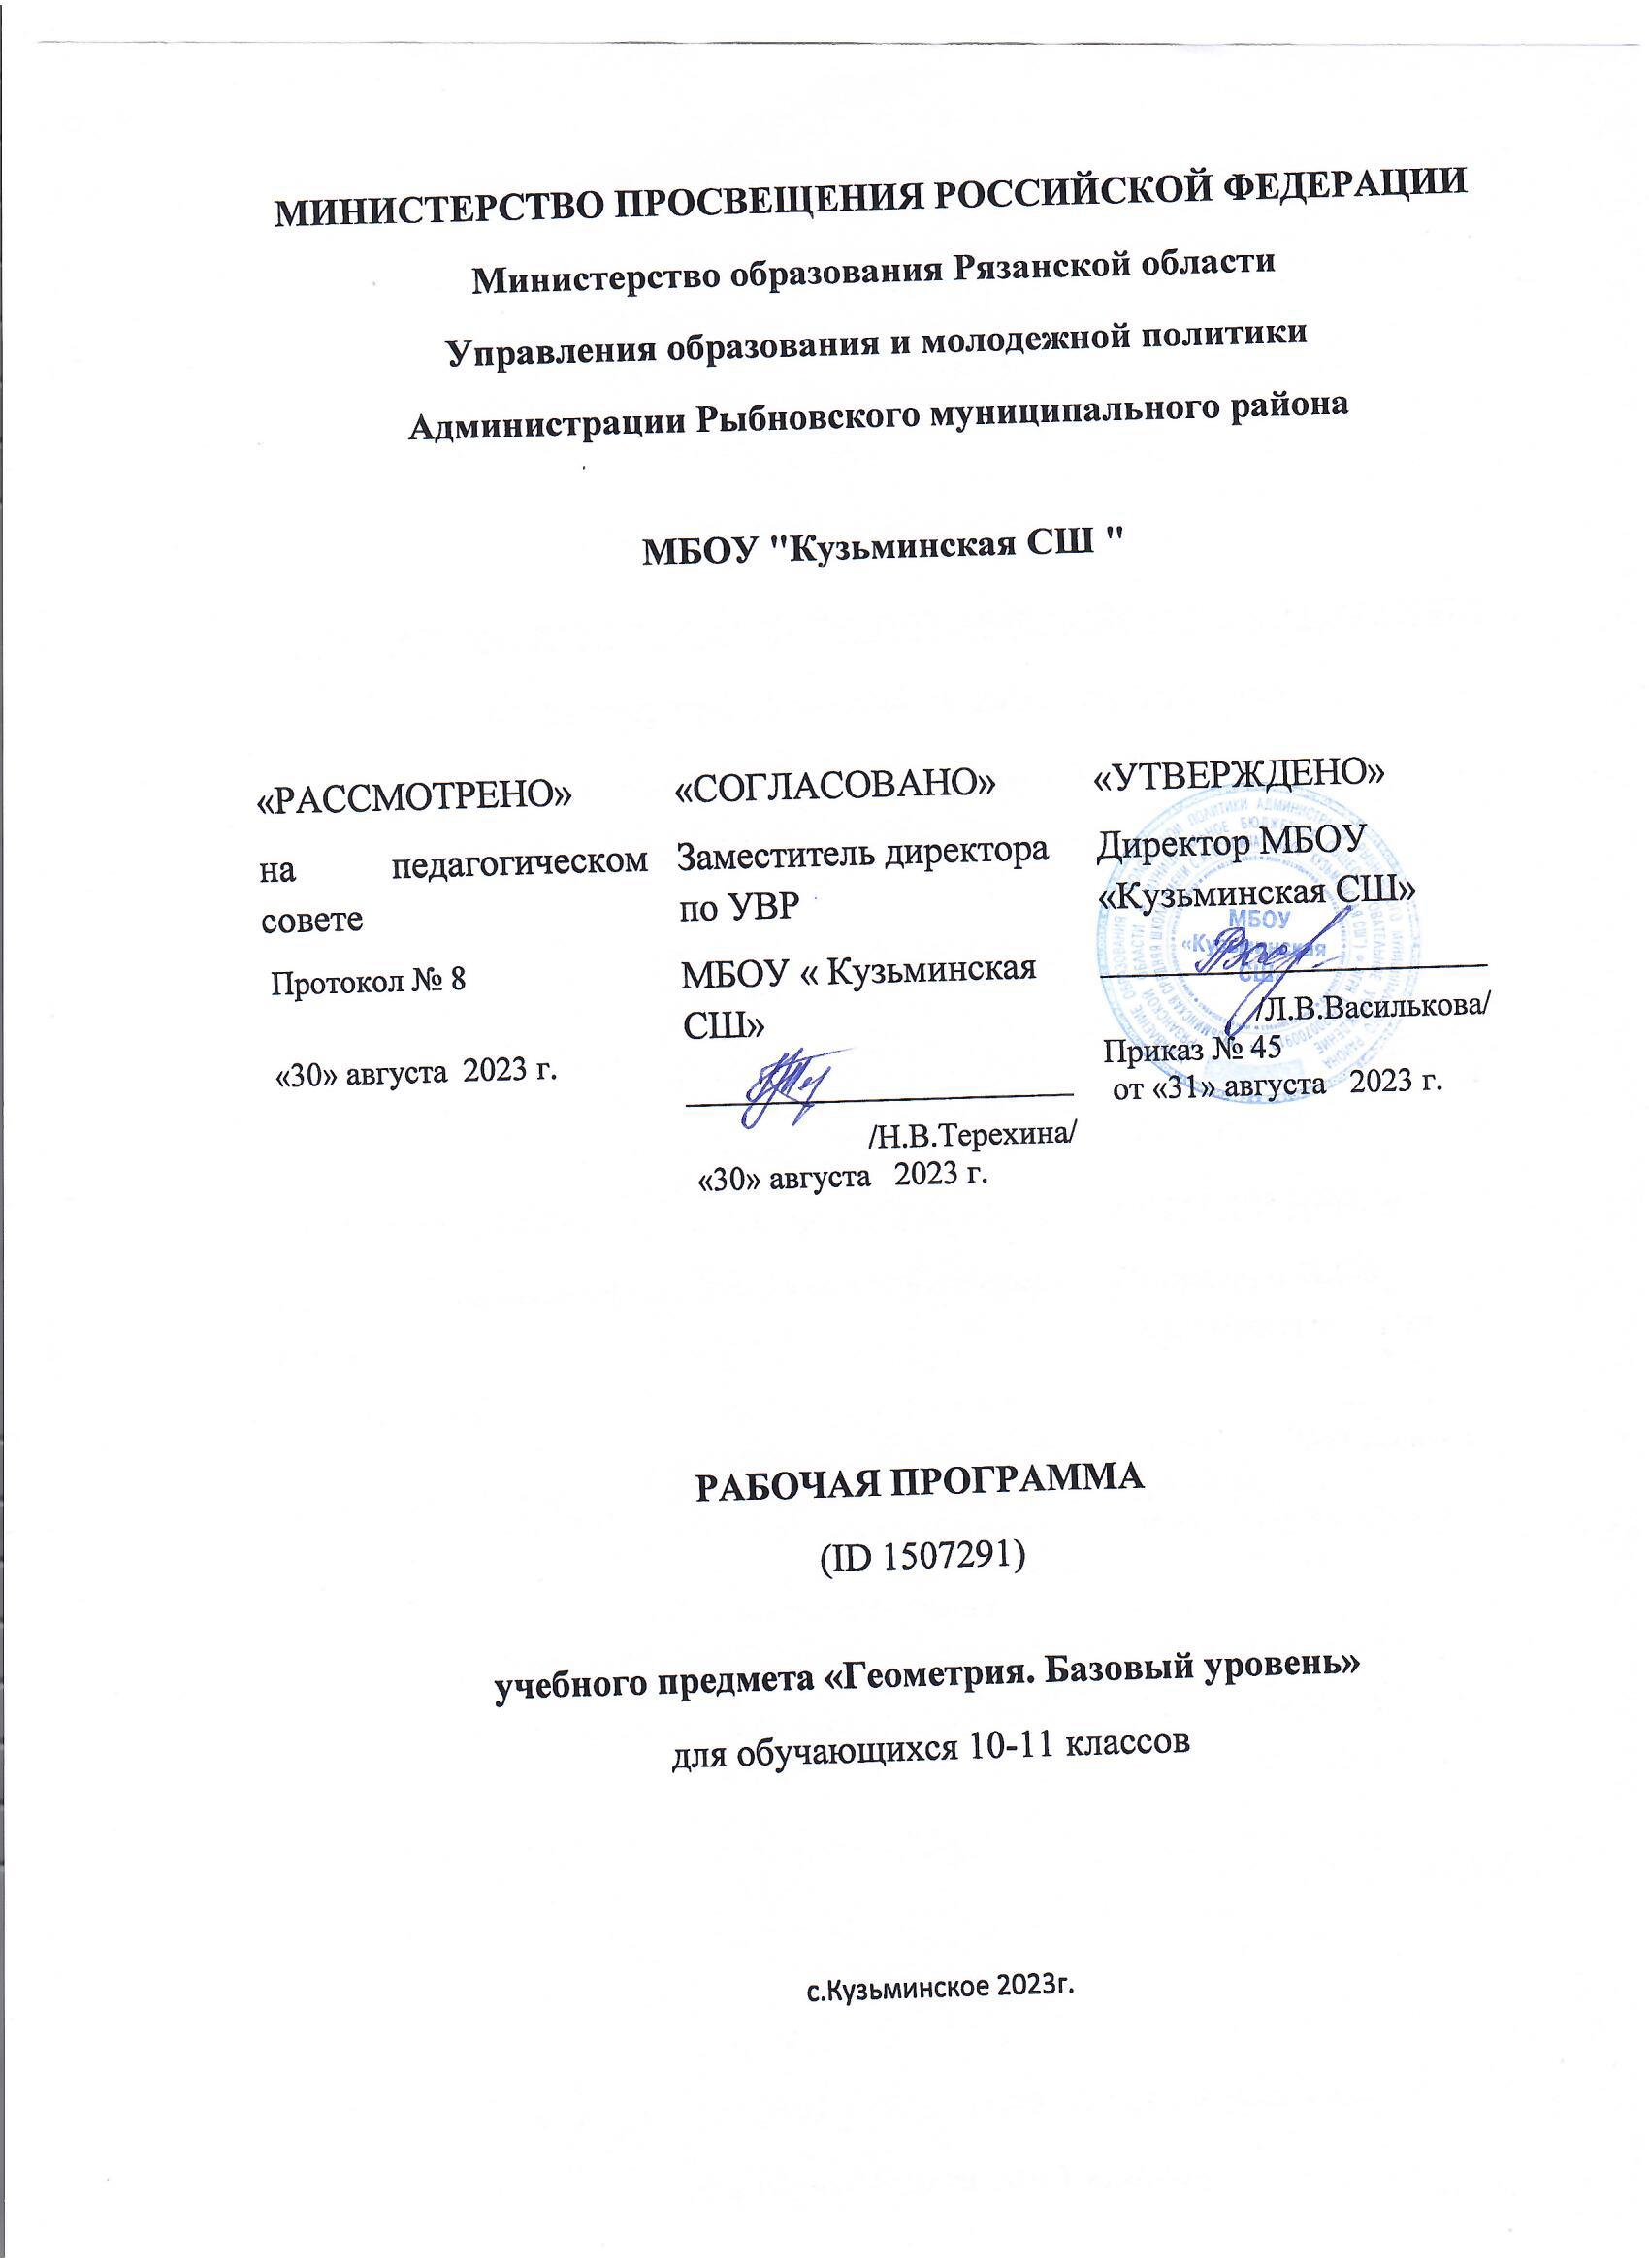 МИНИСТЕРСТВО ПРОСВЕЩЕНИЯ РОССИЙСКОЙ ФЕДЕРАЦИИ
Министерство образования Рязанской области
Управления образования и молодежной политики
Администрации Рыбновского муниципального района
МБОУ "Кузьминская СШ "
«РАССМОТРЕНО»
на педагогическом
совете
Протокол № 8
«30» августа 2023 г.
«СОГЛАСОВАНО»
Заместитель директора
по УВР
МБОУ « Кузьминская
СШ»
/Н.В.Терехина/
«30» августа 2023 г.
«УТВЕРЖДЕНО»
Директор МБОУ
«Кузьминская СШ»
МБОУ
«Кузьминская
СШ»
/Л.В.Василькова/
Приказ № 45
от «31» августа 2023 г.
РАБОЧАЯ ПРОГРАММА
(ID 1507291)
учебного предмета «Геометрия. Базовый уровень»
для обучающихся 10-11 классов
с.Кузьминское 2023г.